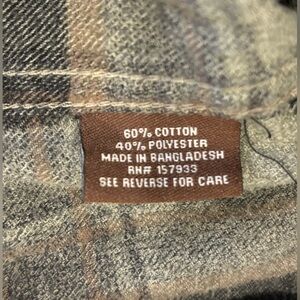 60% COTTON
40% POLYESTER
MADE IN BANGLADESH
RN# 157933
SEE REVERSE FOR CARE